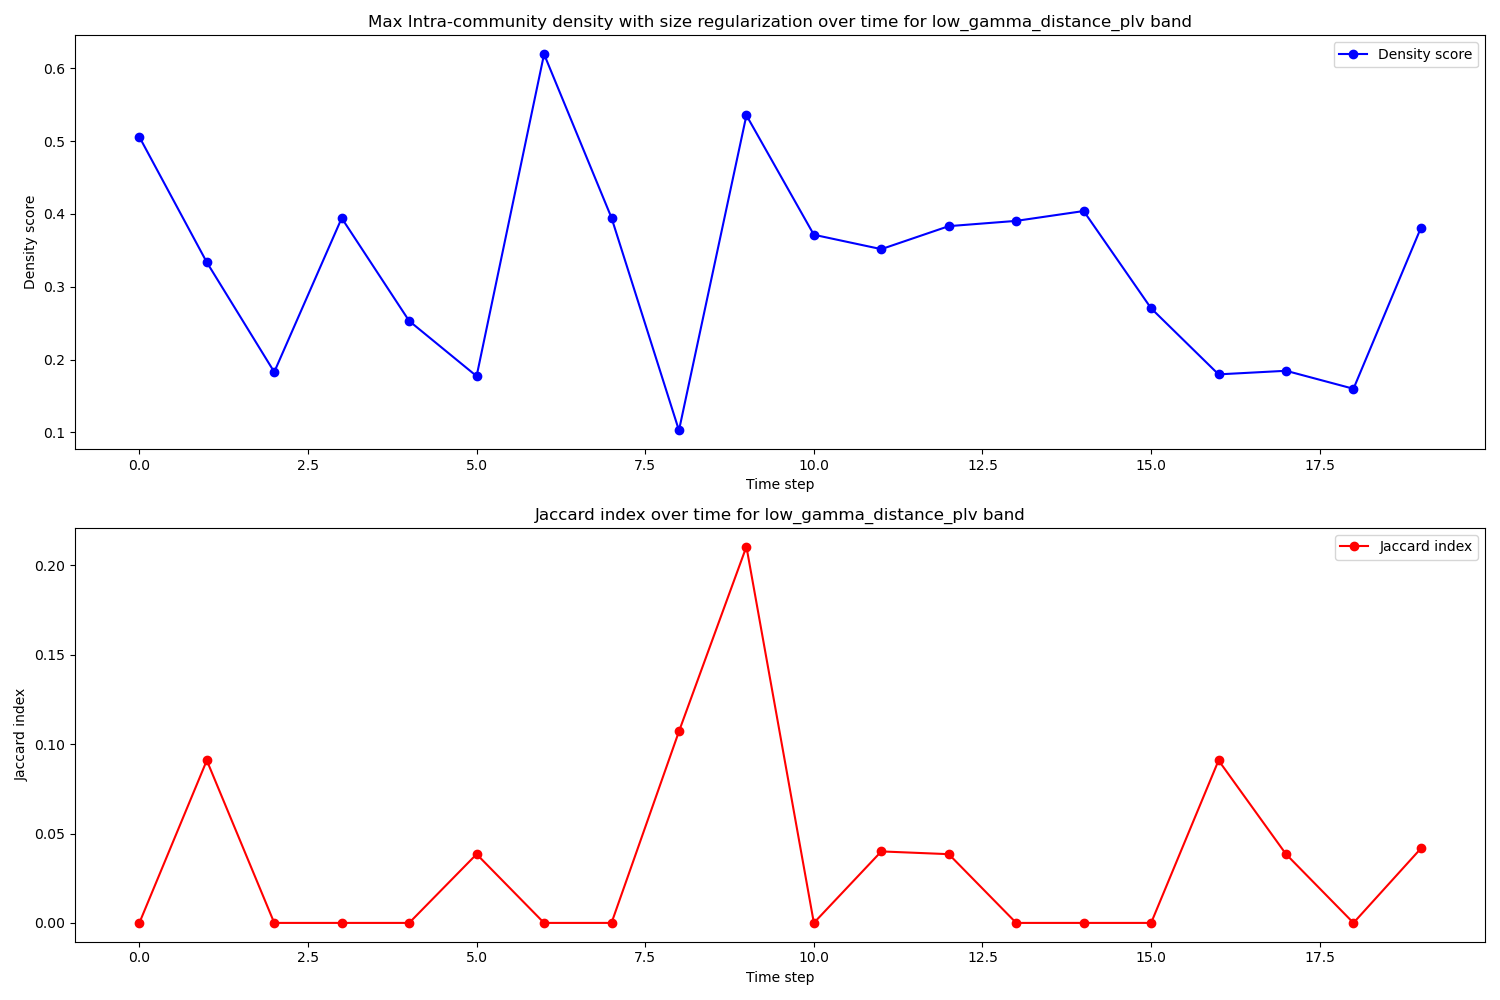 Max Intra-community density with size regularization over time for low_gamma_distance_plv band
Density score
0.6
0.5
0.4
0.3
0.2
0.1
Density score
0.0 2.5 5.0 7.5 10.0 12.5 15.0 17.5
Time step
Jaccard index over time for low_gamma_distance_plv band
Jaccard index
0.20
0.15
0.10
0.05
0.00
Jaccard index
0.0 2.5 5.0 7.5 10.0 12.5 15.0 17.5
Time step